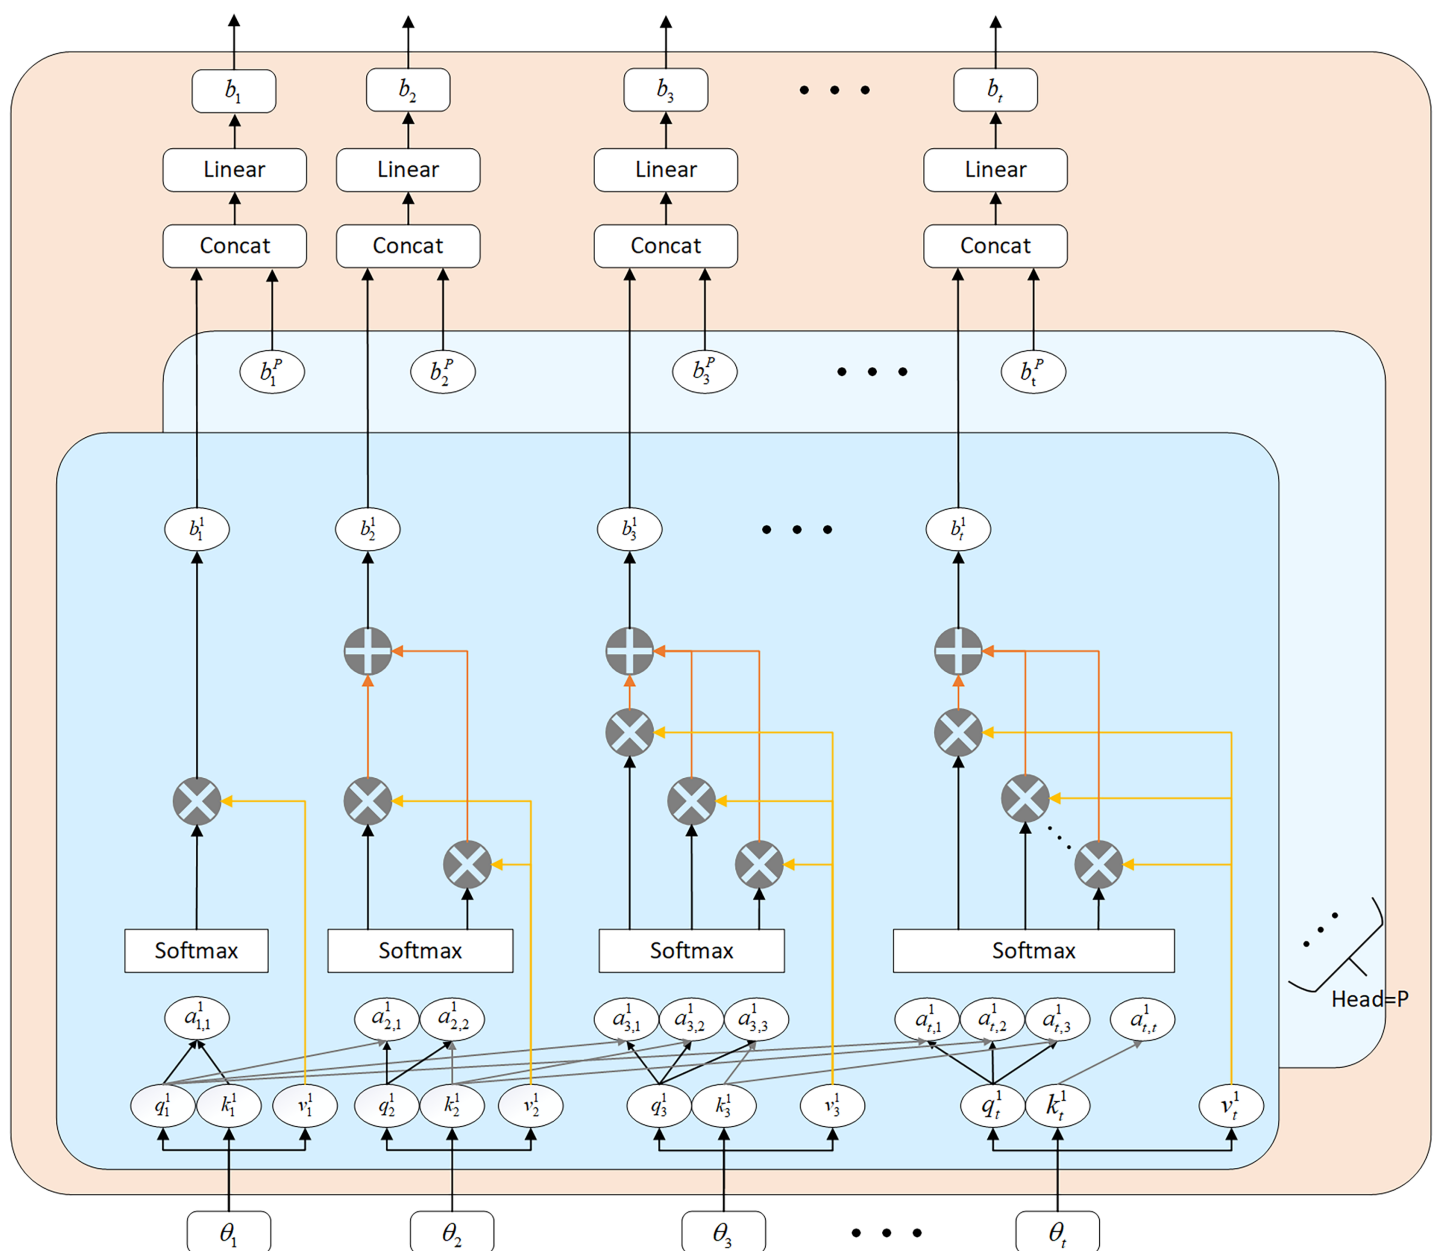 b₁ b₂ b₃ • • • bₜ
Linear Linear Linear Linear
Concat Concat Concat Concat
b₁ᴾ b₂ᴾ b₃ᴾ • • • bₜᴾ
b₁¹ b₂¹ b₃¹ • • • bₜ¹
Softmax Softmax Softmax Softmax
Head=P
a₁,₁¹ a₂,₁¹ a₂,₂¹ a₃,₁¹ a₃,₂¹ a₃,₃¹ aₜ,₁¹ aₜ,₂¹ aₜ,₃¹ aₜ,ₜ¹
q₁¹ k₁¹ v₁¹ q₂¹ k₂¹ v₂¹ q₃¹ k₃¹ v₃¹ qₜ¹ kₜ¹ vₜ¹
θ₁ θ₂ θ₃ • • • θₜ